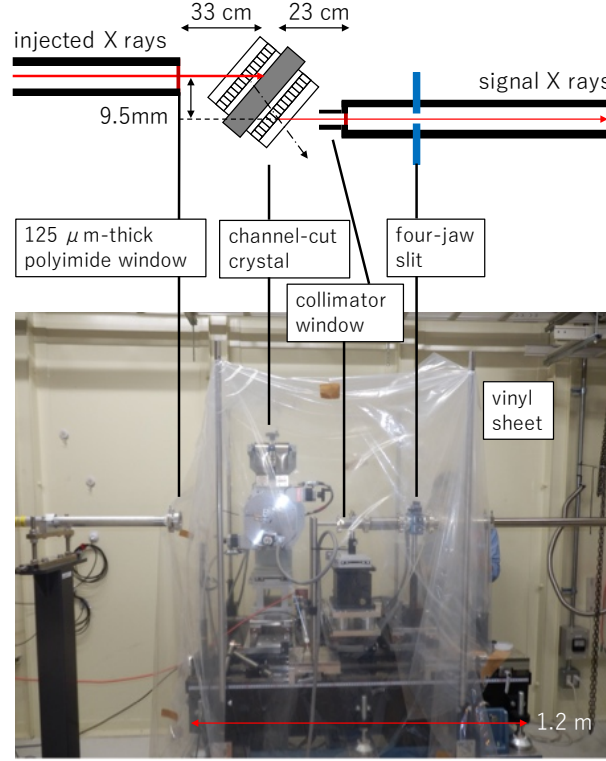 33 cm
23 cm
injected X rays
signal X rays
9.5mm
125 μm-thick
polyimide window
channel-cut
crystal
four-jaw
slit
collimator
window
vinyl
sheet
1.2 m